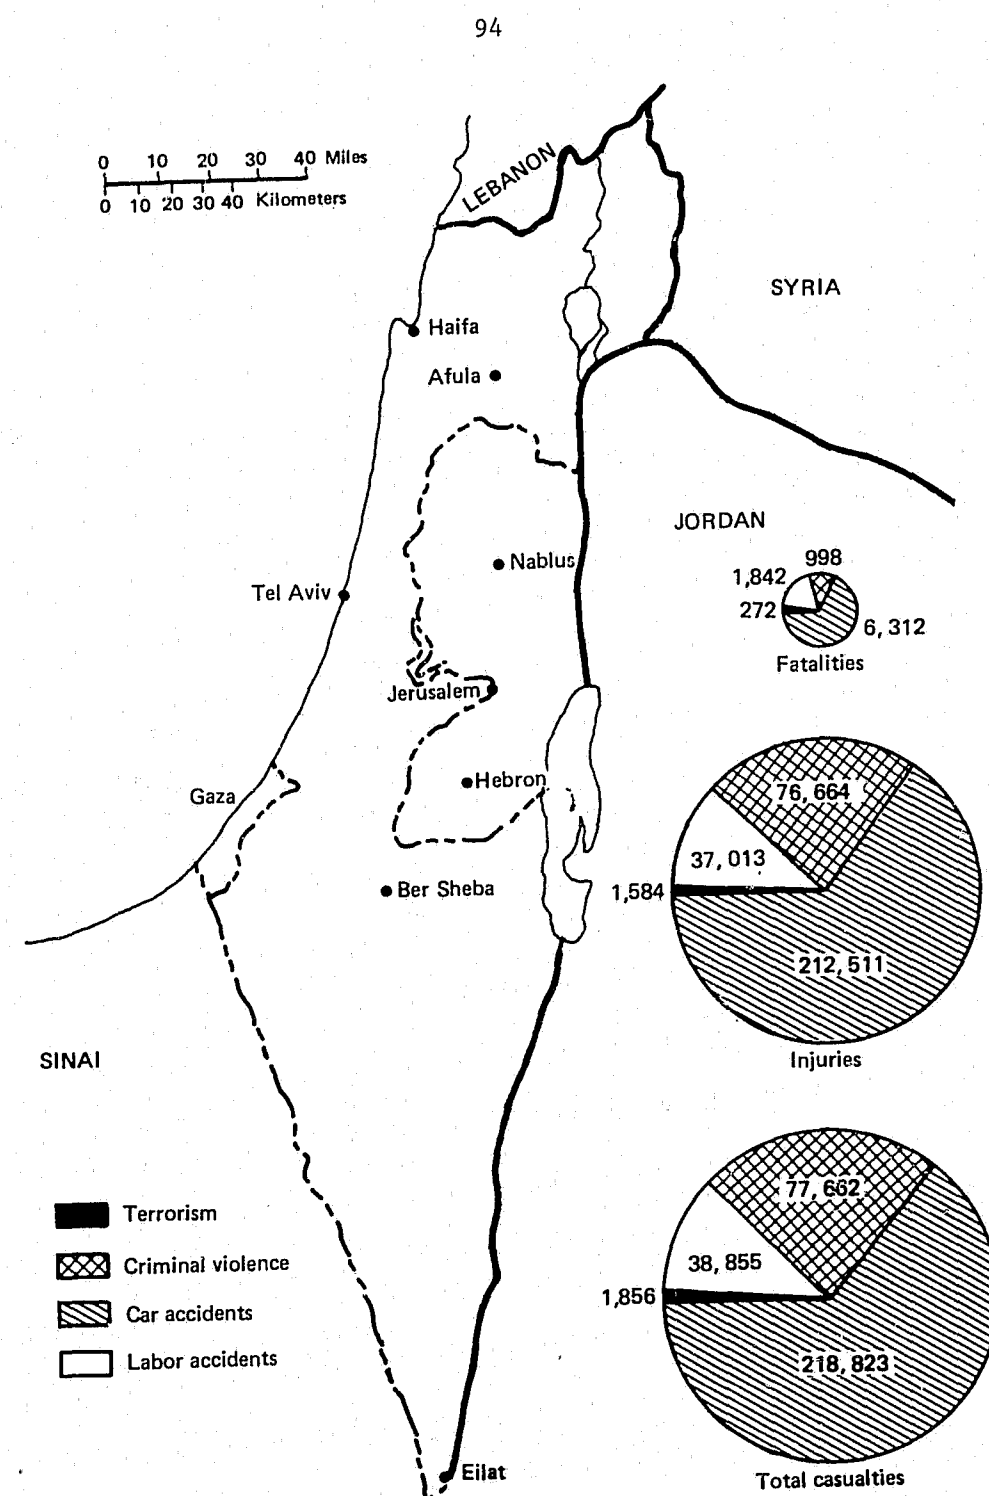 94
0 10 20 30 40 Miles
0 10 20 30 40 Kilometers
LEBANON
SYRIA
Haifa
Afula
JORDAN
Nablus
Tel Aviv
998
1,842
272
6,312
Fatalities
Jerusalem
Hebron
Gaza
76,664
37,013
1,584
Ber Sheba
212,511
Injuries
SINAI
77,662
38,855
1,856
218,823
Total casualties
Terrorism
Criminal violence
Car accidents
Labor accidents
Eilat